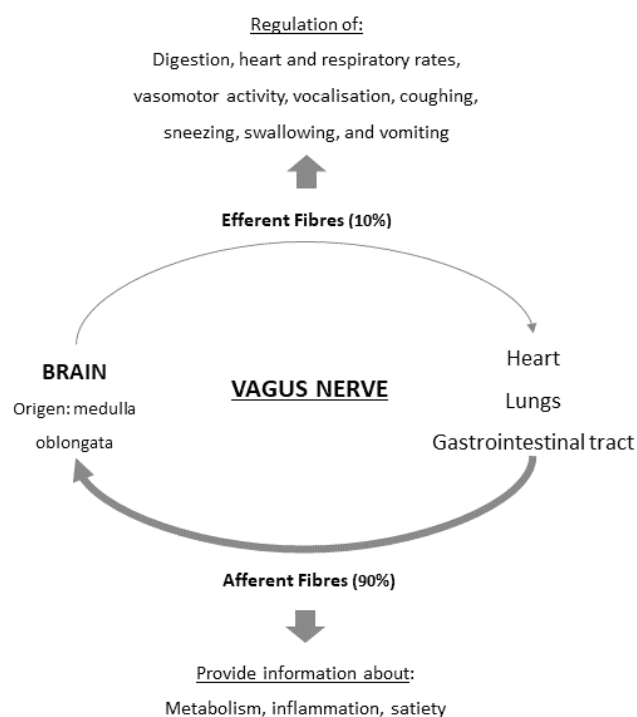 Regulation of:
Digestion, heart and respiratory rates,
vasomotor activity, vocalisation, coughing,
sneezing, swallowing, and vomiting
Efferent Fibres (10%)
BRAIN
Origen: medulla
oblongata
VAGUS NERVE
Heart
Lungs
Gastrointestinal tract
Afferent Fibres (90%)
Provide information about:
Metabolism, inflammation, satiety